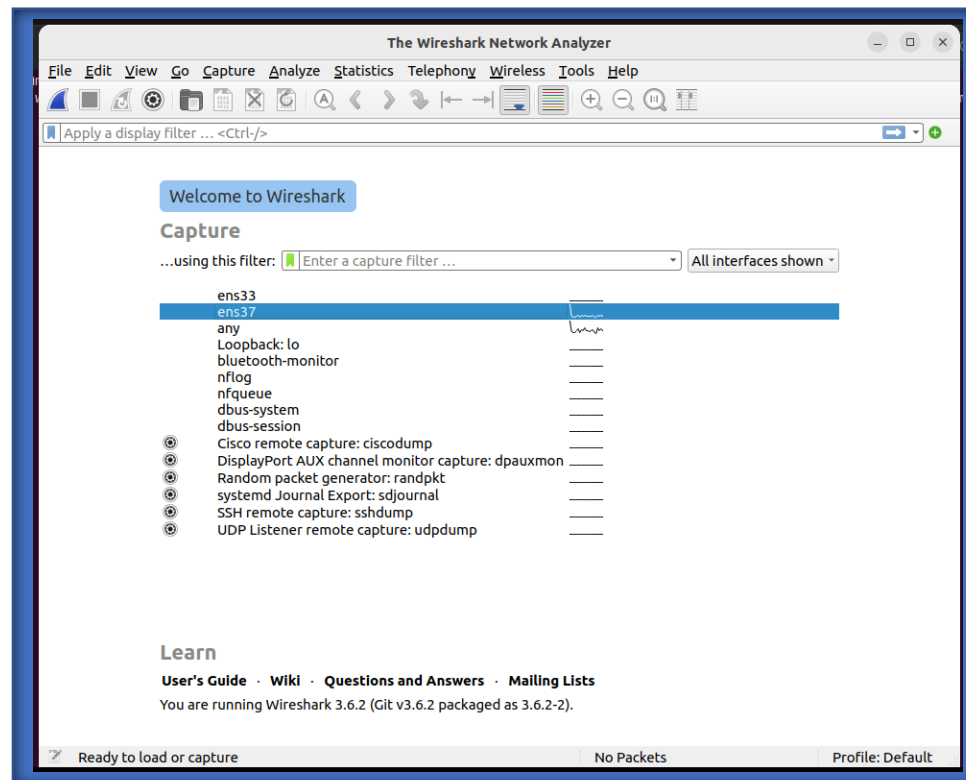 The Wireshark Network Analyzer
File Edit View Go Capture Analyze Statistics Telephony Wireless Tools Help
Apply a display filter … <Ctrl-/>
Welcome to Wireshark
Capture
…using this filter: Enter a capture filter … All interfaces shown
ens33
ens37
any
Loopback: lo
bluetooth-monitor
nflog
nfqueue
dbus-system
dbus-session
Cisco remote capture: ciscodump
DisplayPort AUX channel monitor capture: dpauxmon
Random packet generator: randpkt
systemd Journal Export: sdjournal
SSH remote capture: sshdump
UDP Listener remote capture: udpdump
Learn
User's Guide · Wiki · Questions and Answers · Mailing Lists
You are running Wireshark 3.6.2 (Git v3.6.2 packaged as 3.6.2-2).
Ready to load or capture No Packets Profile: Default